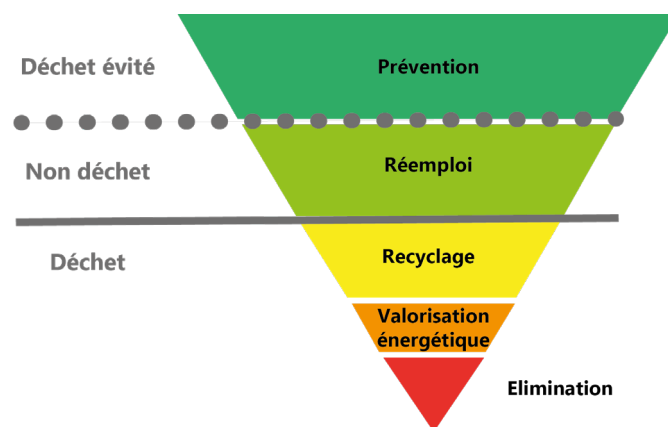 Déchet évité
Prévention
Non déchet
Réemploi
Déchet
Recyclage
Valorisation
énergétique
Elimination